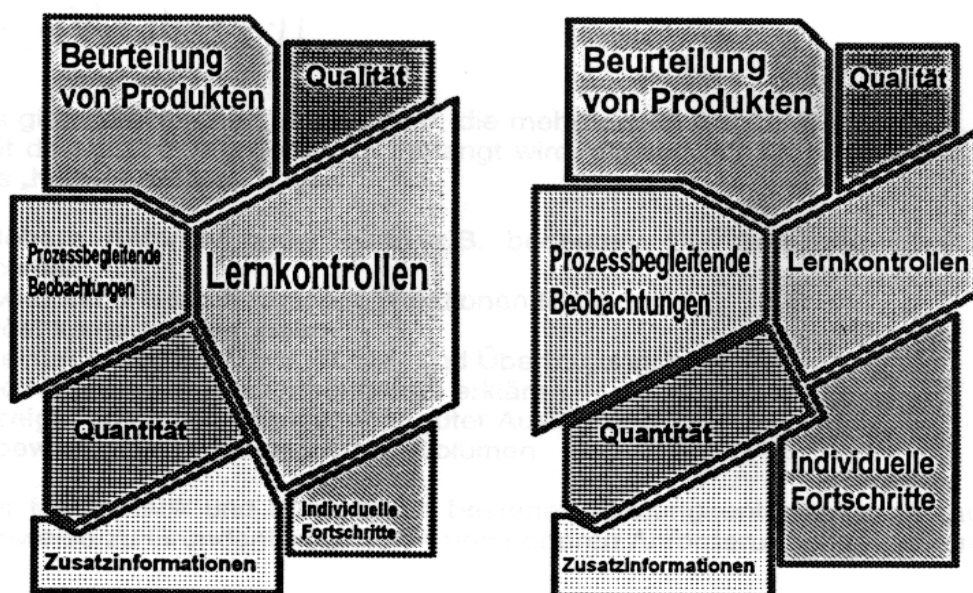 Beurteilung
von Produkten
Qualität
Prozessbegleitende
Beobachtungen
Lernkontrollen
Quantität
Individuelle
Fortschritte
Zusatzinformationen
Beurteilung
von Produkten
Qualität
Prozessbegleitende
Beobachtungen
Lernkontrollen
Quantität
Individuelle
Fortschritte
Zusatzinformationen